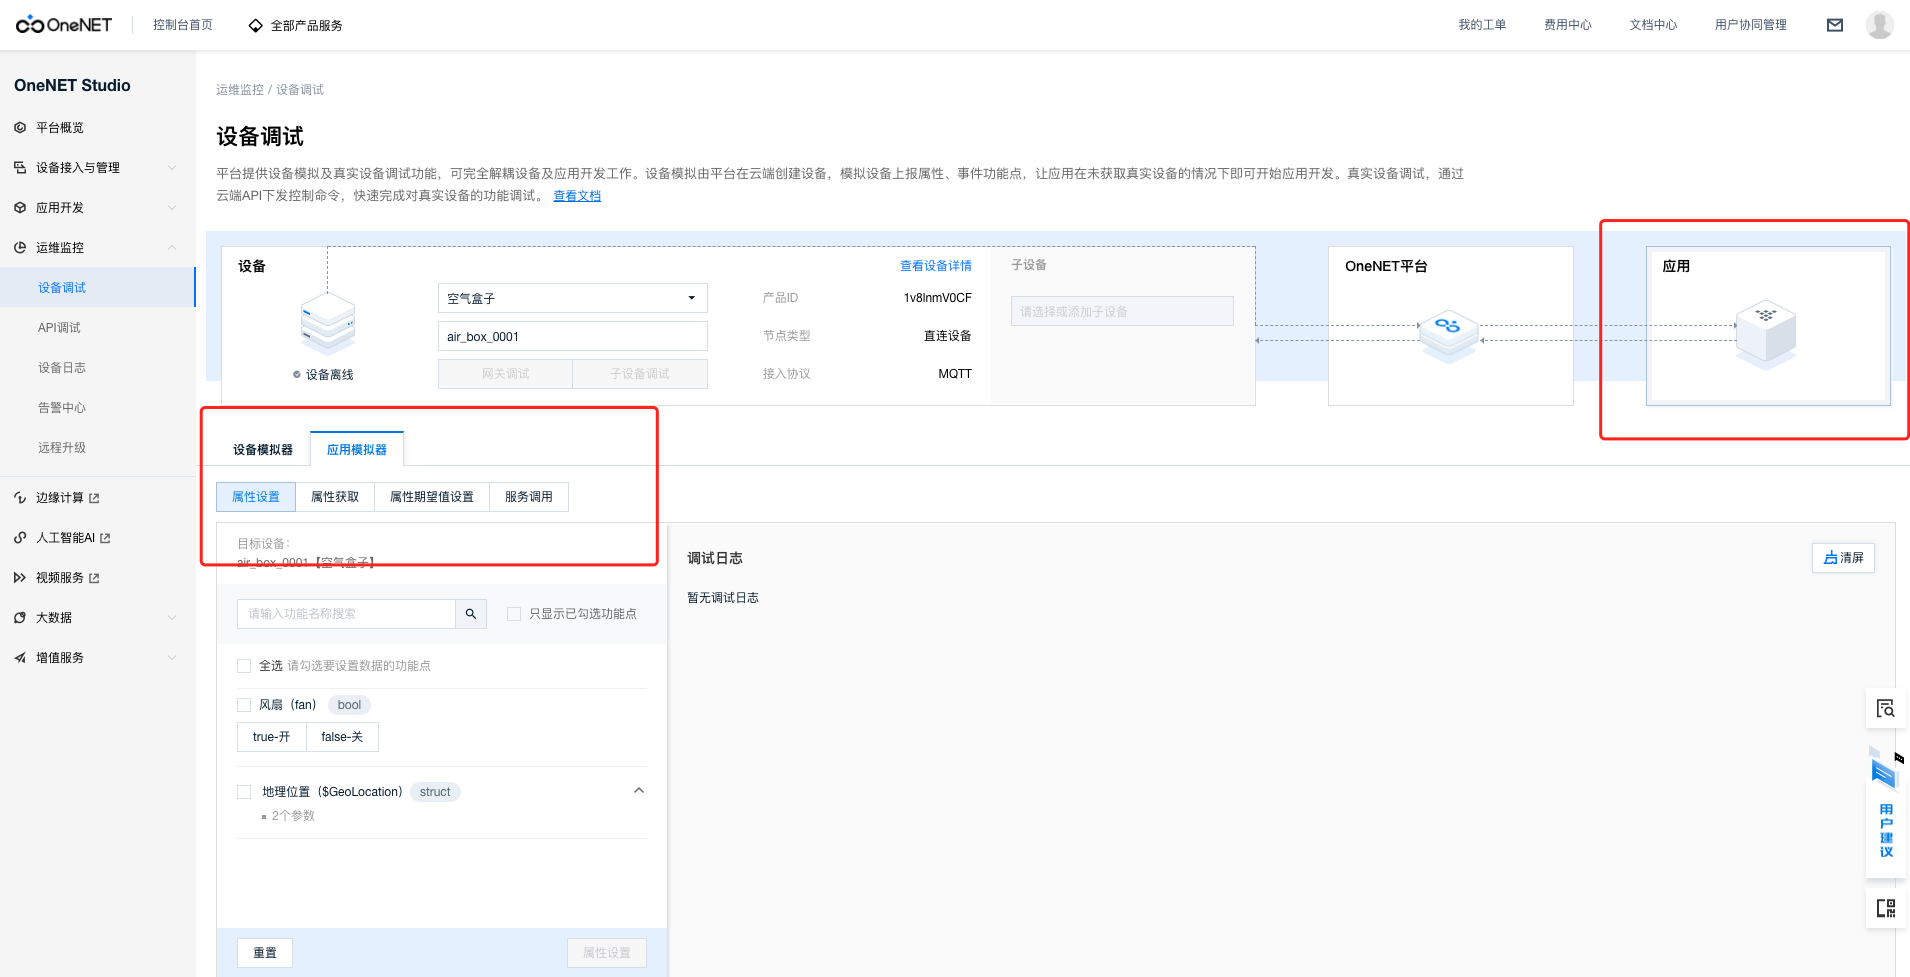 OneNET
控制台首页
全部产品服务
我的工单
费用中心
文档中心
用户协同管理
OneNET Studio
平台概览
设备接入与管理
应用开发
运维监控
设备调试
API调试
设备日志
告警中心
远程升级
边缘计算
人工智能AI
视频服务
大数据
增值服务
运维监控 / 设备调试
设备调试
平台提供设备模拟及真实设备调试功能，可完全解耦设备及应用开发工作。设备模拟由平台在云端创建设备，模拟设备上报属性、事件功能点，让应用在未获取真实设备的情况下即可开始应用开发。真实设备调试，通过
云端API下发控制命令，快速完成对真实设备的功能调试。 查看文档
设备
设备离线
空气盒子
air_box_0001
网关调试
子设备调试
查看设备详情
产品ID
1v8lnmV0CF
节点类型
直连设备
接入协议
MQTT
子设备
请选择或添加子设备
OneNET平台
应用
设备模拟器
应用模拟器
属性设置
属性获取
属性期望值设置
服务调用
目标设备：
air_box_0001【空气盒子】
请输入功能名称搜索
只显示已勾选功能点
全选 请勾选要设置数据的功能点
风扇（fan） bool
true-开
false-关
地理位置（$GeoLocation） struct
2个参数
重置
属性设置
调试日志
清屏
暂无调试日志
用户建议